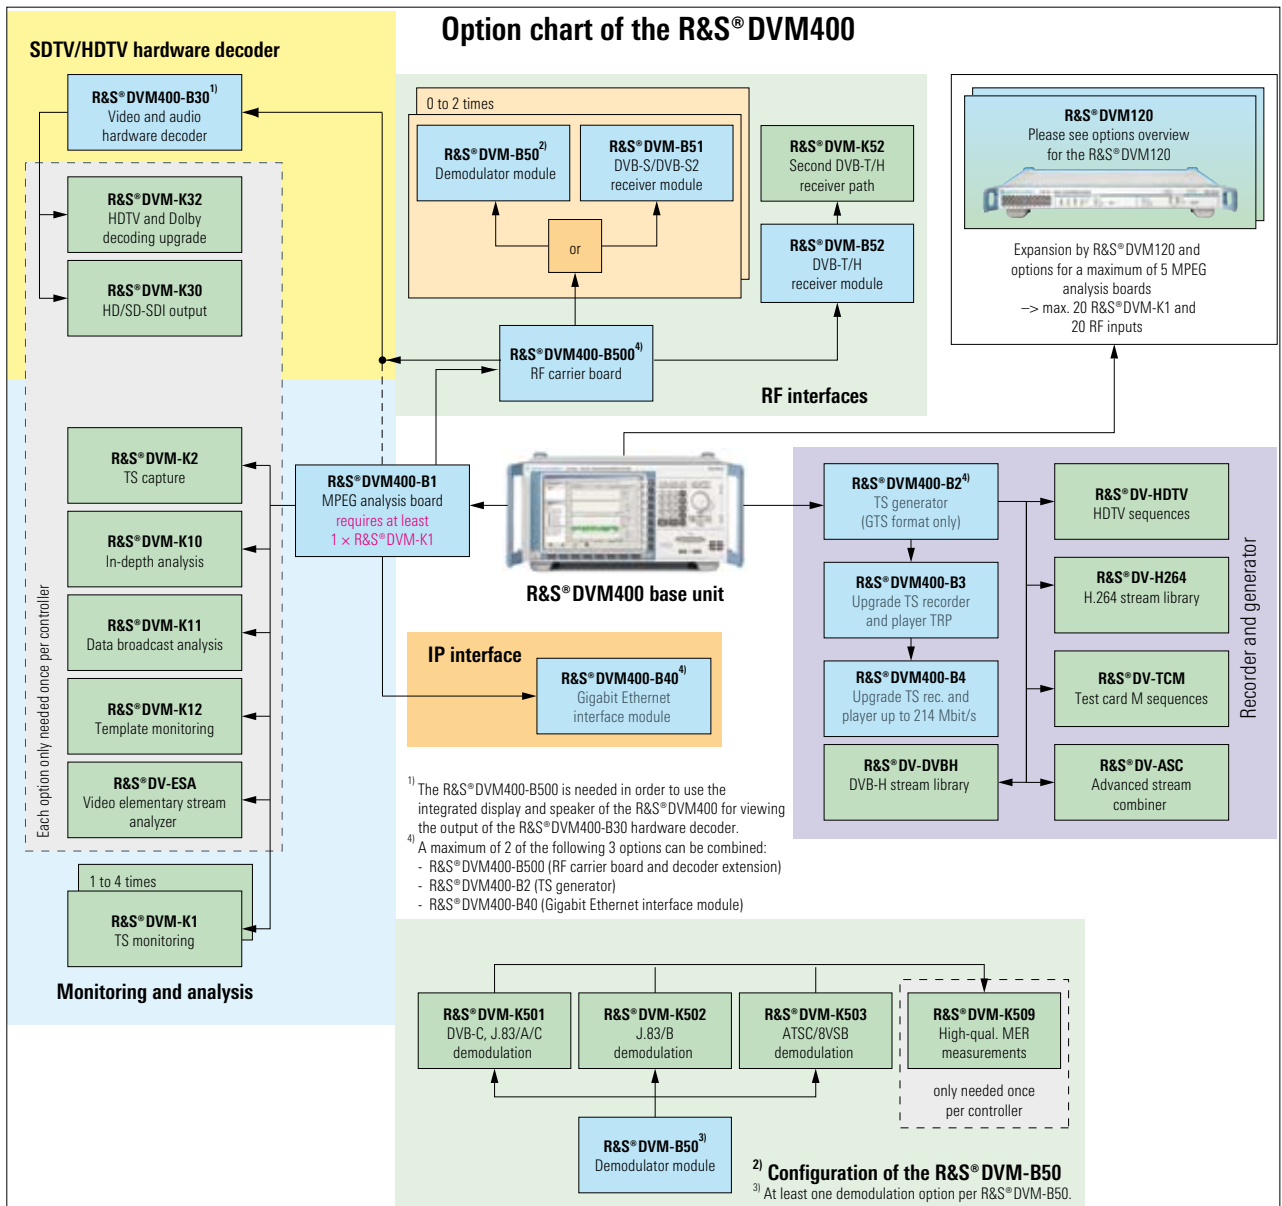 Option chart of the R&S®DVM400
SDTV/HDTV hardware decoder
R&S®DVM400-B30 1)
Video and audio
hardware decoder
R&S®DVM-K32
HDTV and Dolby
decoding upgrade
R&S®DVM-K30
HD/SD-SDI output
Each option only needed once per controller
R&S®DVM-K2
TS capture
R&S®DVM-K10
In-depth analysis
R&S®DVM-K11
Data broadcast analysis
R&S®DVM-K12
Template monitoring
R&S®DV-ESA
Video elementary stream
analyzer
1 to 4 times
R&S®DVM-K1
TS monitoring
Monitoring and analysis
0 to 2 times
R&S®DVM-B50 2)
Demodulator module
R&S®DVM-B51
DVB-S/DVB-S2
receiver module
or
R&S®DVM-K52
Second DVB-T/H
receiver path
R&S®DVM-B52
DVB-T/H
receiver module
R&S®DVM400-B500 4)
RF carrier board
RF interfaces
R&S®DVM120
Please see options overview
for the R&S®DVM120
Expansion by R&S®DVM120 and
options for a maximum of 5 MPEG
analysis boards
–> max. 20 R&S®DVM-K1 and
20 RF inputs
R&S®DVM400-B1
MPEG analysis board
requires at least
1 × R&S®DVM-K1
R&S®DVM400 base unit
IP interface
R&S®DVM400-B40 4)
Gigabit Ethernet
interface module
R&S®DVM400-B2 4)
TS generator
(GTS format only)
R&S®DVM400-B3
Upgrade TS recorder
and player TRP
R&S®DVM400-B4
Upgrade TS rec. and
player up to 214 Mbit/s
R&S®DV-DVBH
DVB-H stream library
R&S®DV-HDTV
HDTV sequences
R&S®DV-H264
H.264 stream library
R&S®DV-TCM
Test card M sequences
R&S®DV-ASC
Advanced stream
combiner
Recorder and generator
1) The R&S®DVM400-B500 is needed in order to use the
integrated display and speaker of the R&S®DVM400 for viewing
the output of the R&S®DVM400-B30 hardware decoder.
4) A maximum of 2 of the following 3 options can be combined:
- R&S®DVM400-B500 (RF carrier board and decoder extension)
- R&S®DVM400-B2 (TS generator)
- R&S®DVM400-B40 (Gigabit Ethernet interface module)
R&S®DVM-K501
DVB-C, J.83/A/C
demodulation
R&S®DVM-K502
J.83/B
demodulation
R&S®DVM-K503
ATSC/8VSB
demodulation
R&S®DVM-K509
High-qual. MER
measurements
only needed once
per controller
R&S®DVM-B50 3)
Demodulator module
2) Configuration of the R&S®DVM-B50
3) At least one demodulation option per R&S®DVM-B50.